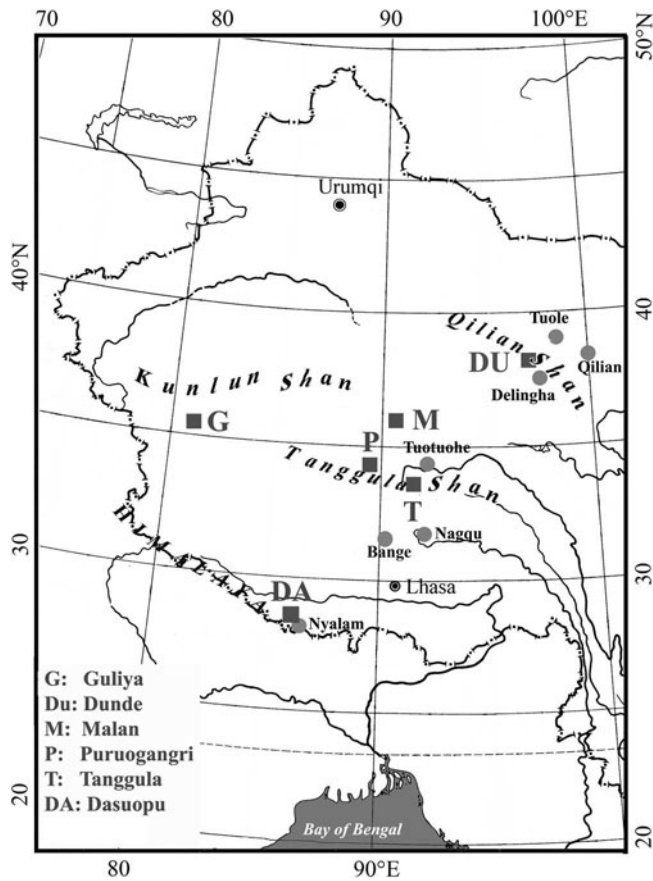 70 80 90 100°E
50°N
Urumqi
40°N
40
Qilian Shan
Tuole
DU
Qilian
Delingha
Kunlun Shan
G
M
P
Tuotuohe
Tanggula Shan
T
Nagqu
Bange
30
HIMALAYA
Lhasa
30
DA
Nyalam
G: Guliya
Du: Dunde
M: Malan
P: Puruogangri
T: Tanggula
DA: Dasuopu
20
20
Bay of Bengal
80 90°E